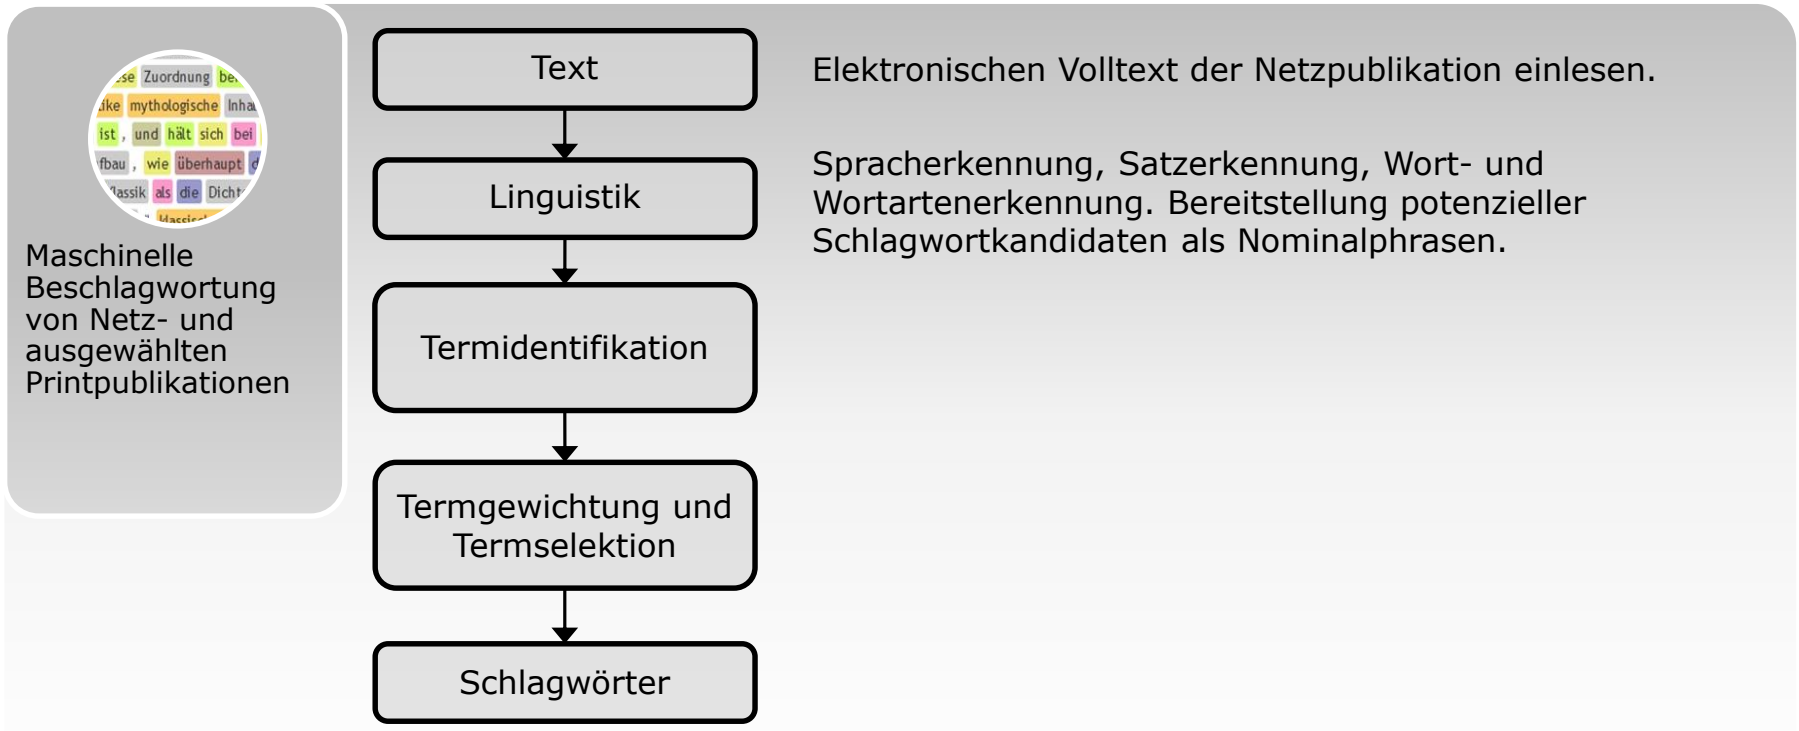 Zuordnung
mythologische
ist , und hält sich bei
, wie überhaupt
als die
Maschinelle
Beschlagwortung
von Netz- und
ausgewählten
Printpublikationen
Text
Elektronischen Volltext der Netzpublikation einlesen.
Linguistik
Spracherkennung, Satzerkennung, Wort- und
Wortartenerkennung. Bereitstellung potenzieller
Schlagwortkandidaten als Nominalphrasen.
Termidentifikation
Termgewichtung und
Termselektion
Schlagwörter